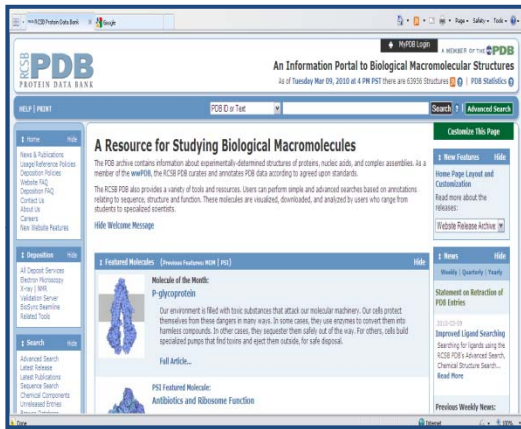 RCSB Protein Data Bank
Google
Page
Safety
Tools
MyPDB Login
A MEMBER OF THE PDB
RCSB PDB
PROTEIN DATA BANK
An Information Portal to Biological Macromolecular Structures
As of Tuesday Mar 09, 2010 at 4 PM PST there are 63956 Structures | PDB Statistics
HELP | PRINT
PDB ID or Text
Search
Advanced Search
Home Hide
News & Publications
Usage/Reference Policies
Deposition Policies
Website FAQ
Deposition FAQ
Contact Us
About Us
Careers
New Website Features
Deposition Hide
All Deposit Services
Electron Microscopy
X-ray | NMR
Validation Server
BioSync Beamline
Related Tools
Search Hide
Advanced Search
Latest Release
Latest Publications
Sequence Search
Chemical Components
Unreleased Entries
A Resource for Studying Biological Macromolecules
The PDB archive contains information about experimentally-determined structures of proteins, nucleic acids, and complex assemblies. As a
member of the wwPDB, the RCSB PDB curates and annotates PDB data according to agreed upon standards.
The RCSB PDB also provides a variety of tools and resources. Users can perform simple and advanced searches based on annotations
relating to sequence, structure and function. These molecules are visualized, downloaded, and analyzed by users who range from
students to specialized scientists.
Hide Welcome Message
Featured Molecules (Previous Features: MOM | PSI) Hide
Molecule of the Month:
P-glycoprotein
Our environment is filled with toxic substances that attack our molecular machinery. Our cells protect
themselves from these dangers in many ways. In some cases, they use enzymes to convert them into
harmless compounds. In other cases, they sequester them safely out of the way. For others, cells build
specialized pumps that find toxins and eject them outside, for safe disposal.
Full Article...
PSI Featured Molecule:
Antibiotics and Ribosome Function
Customize This Page
New Features Hide
Home Page Layout and
Customization
Read more about the
releases:
Website Release Archive
News Hide
Weekly | Quarterly | Yearly
Statement on Retraction of
PDB Entries
2010-03-09
Improved Ligand Searching
Searching for ligands using the
RCSB PDB's Advanced Search,
Chemical Structure Search...
Read More
Previous Weekly News:
Done
Internet
100%